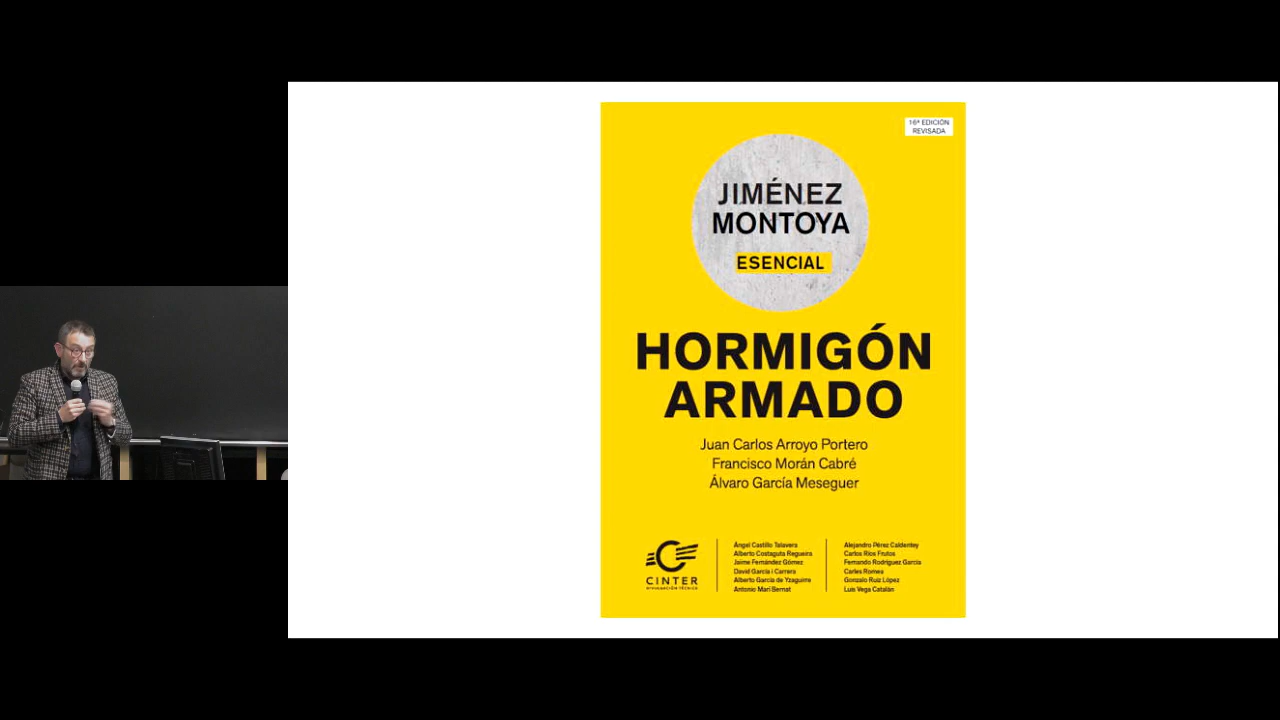 16ª EDICIÓN
REVISADA
JIMÉNEZ
MONTOYA
ESENCIAL
HORMIGÓN
ARMADO
Juan Carlos Arroyo Portero
Francisco Morán Cabré
Álvaro García Meseguer
CINTER
DIVULGACIÓN TÉCNICA
Ángel Castillo Talavera
Alberto Costaguta Regueira
Jaime Fernández Gómez
David García i Carrera
Alberto García de Yzaguirre
Antonio Marí Bernat
Alejandro Pérez Caldentey
Carlos Ríos Frutos
Fernando Rodríguez García
Carles Romea
Gonzalo Ruiz López
Luis Vega Catalán